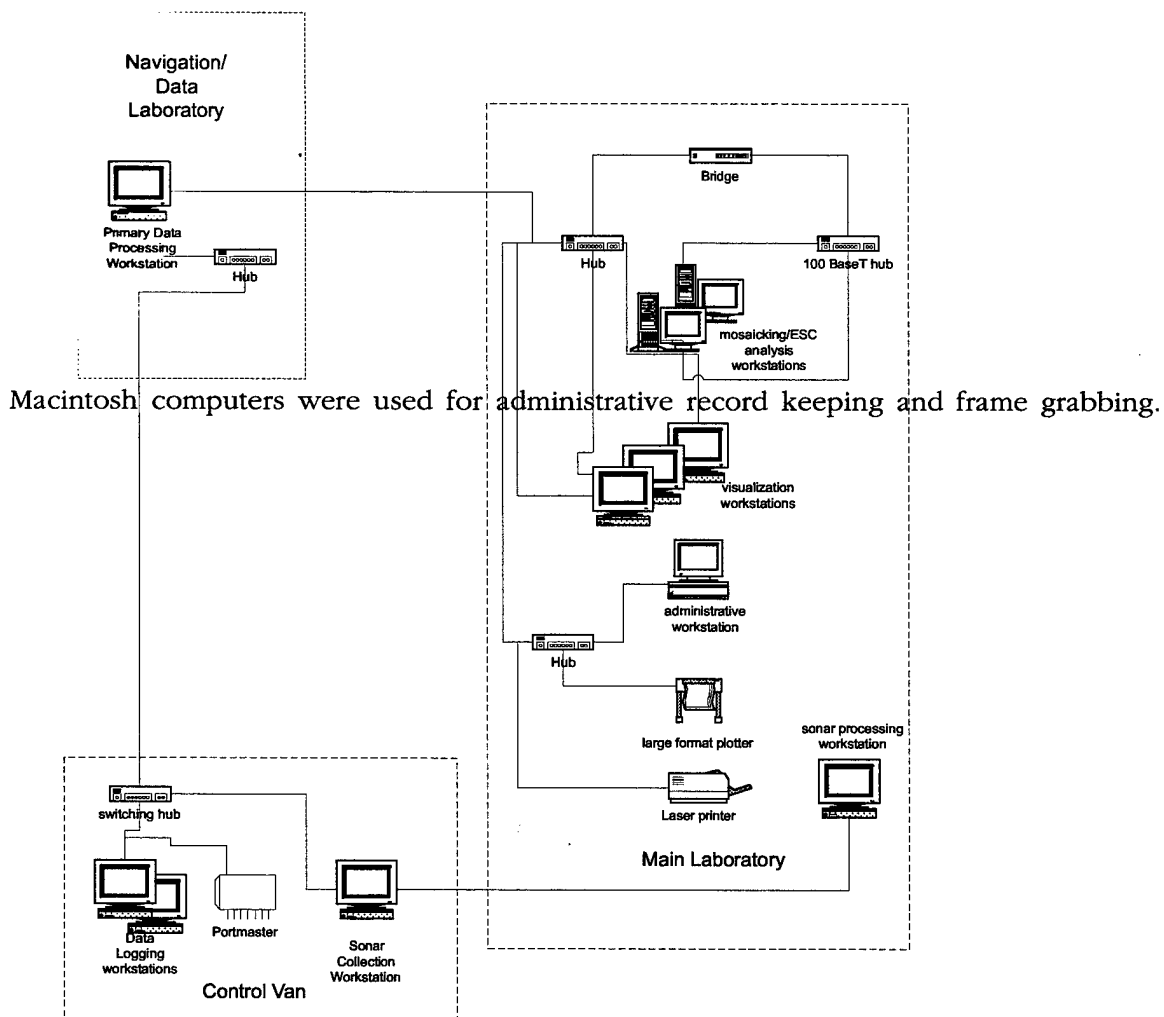 Navigation/
Data
Laboratory
Primary Data
Processing
Workstation
Hub
Bridge
Hub
100 BaseT hub
mosaicking/ESC
analysis
workstations
Macintosh computers were used for administrative record keeping and frame grabbing.
visualization
workstations
administrative
workstation
Hub
large format plotter
sonar processing
workstation
Laser printer
Main Laboratory
switching hub
Data
Logging
workstations
Portmaster
Sonar
Collection
Workstation
Control Van